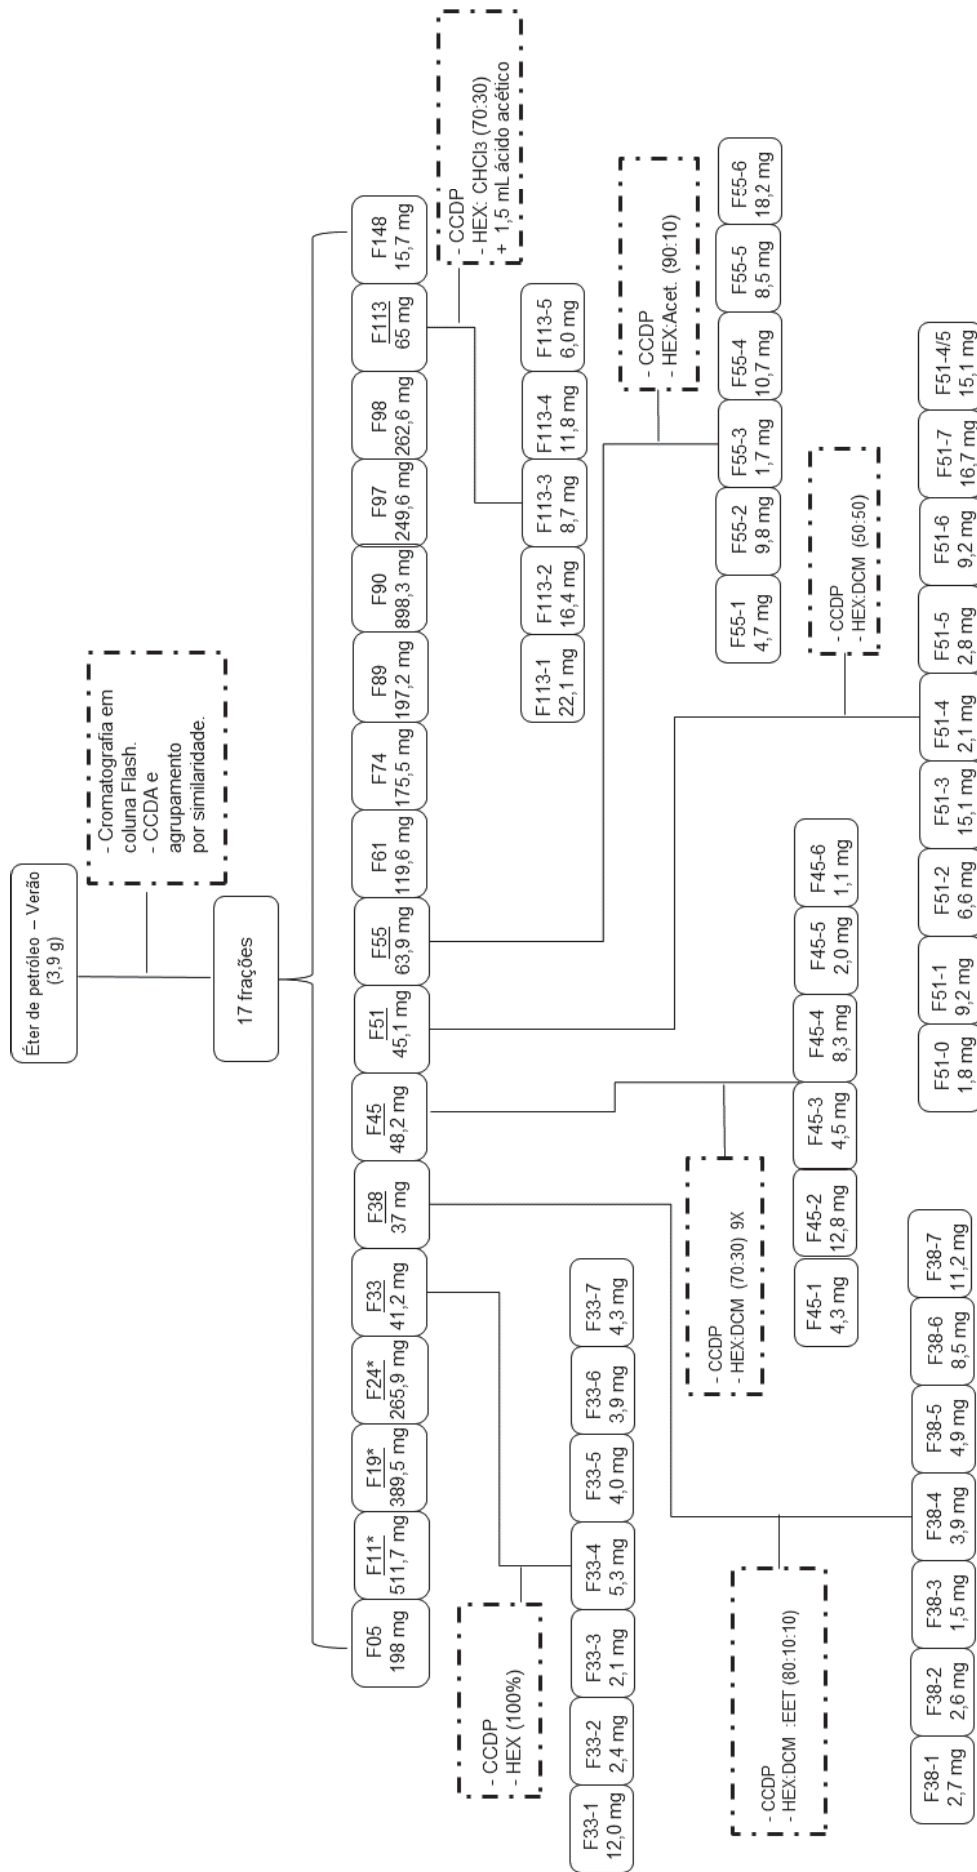 Éter de petróleo – Verão
(3,9 g)
- Cromatografia em
coluna Flash.
- CCDA e
agrupamento
por similaridade.
17 frações
F05
198 mg
F11*
511,7 mg
F19*
389,5 mg
F24*
265,9 mg
F33
41,2 mg
F38
37 mg
F45
48,2 mg
F51
45,1 mg
F55
63,9 mg
F61
119,6 mg
F74
175,5 mg
F89
197,2 mg
F90
898,3 mg
F97
249,6 mg
F98
262,6 mg
F113
65 mg
F148
15,7 mg
- CCDP
- HEX (100%)
F33-1
12,0 mg
F33-2
2,4 mg
F33-3
2,1 mg
F33-4
5,3 mg
F33-5
4,0 mg
F33-6
3,9 mg
F33-7
4,3 mg
- CCDP
- HEX: CHCl3 (70:30)
+ 1,5 mL ácido acético
F113-1
22,1 mg
F113-2
16,4 mg
F113-3
8,7 mg
F113-4
11,8 mg
F113-5
6,0 mg
- CCDP
- HEX:Acet. (90:10)
F55-1
4,7 mg
F55-2
9,8 mg
F55-3
1,7 mg
F55-4
10,7 mg
F55-5
8,5 mg
F55-6
18,2 mg
- CCDP
- HEX:DCM (70:30) 9X
F45-1
4,3 mg
F45-2
12,8 mg
F45-3
4,5 mg
F45-4
8,3 mg
F45-5
2,0 mg
F45-6
1,1 mg
- CCDP
- HEX:DCM :EET (80:10:10)
F38-1
2,7 mg
F38-2
2,6 mg
F38-3
1,5 mg
F38-4
3,9 mg
F38-5
4,9 mg
F38-6
8,5 mg
F38-7
11,2 mg
- CCDP
- HEX:DCM (50:50)
F51-0
1,8 mg
F51-1
9,2 mg
F51-2
6,6 mg
F51-3
15,1 mg
F51-4
2,1 mg
F51-5
2,8 mg
F51-6
9,2 mg
F51-7
16,7 mg
F51-4/5
15,1 mg